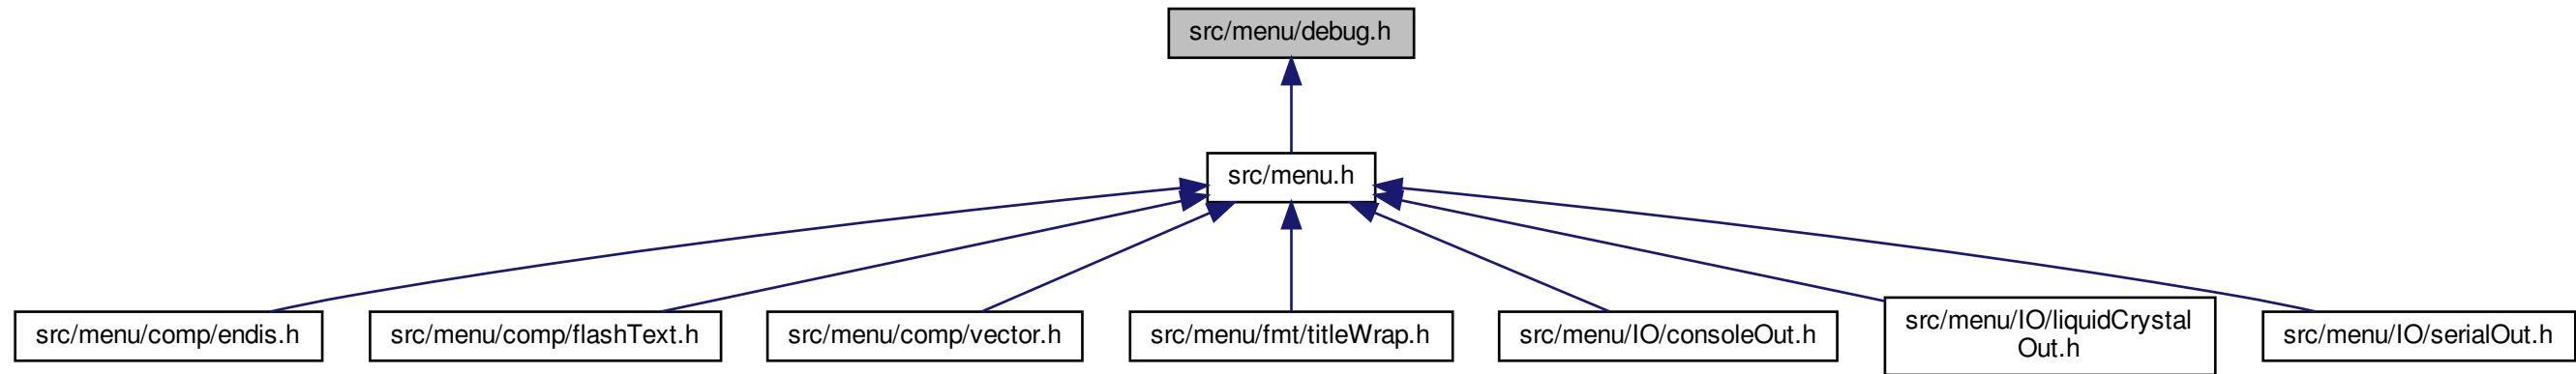 src/menu/debug.h
src/menu.h
src/menu/comp/endis.h
src/menu/comp/flashText.h
src/menu/comp/vector.h
src/menu/fmt/titleWrap.h
src/menu/IO/consoleOut.h
src/menu/IO/liquidCrystal
Out.h
src/menu/IO/serialOut.h